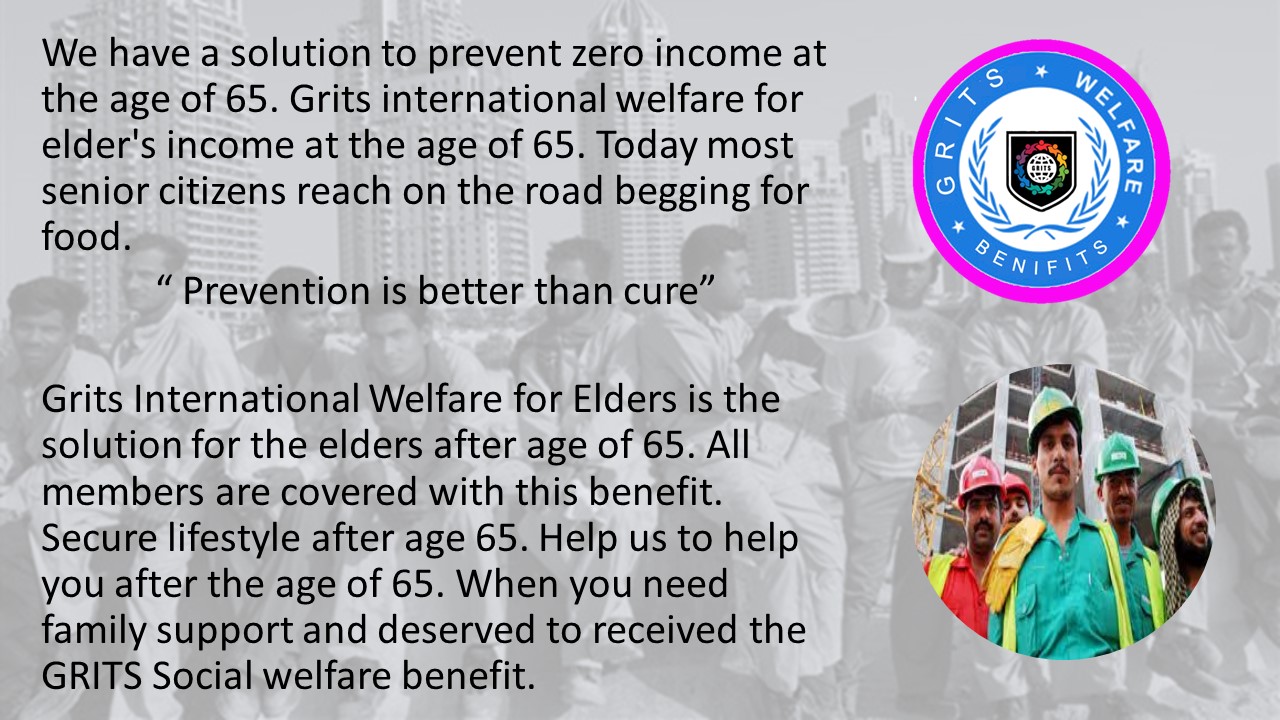 We have a solution to prevent zero income at
the age of 65. Grits international welfare for
elder's income at the age of 65. Today most
senior citizens reach on the road begging for
food.
“ Prevention is better than cure”
Grits International Welfare for Elders is the
solution for the elders after age of 65. All
members are covered with this benefit.
Secure lifestyle after age 65. Help us to help
you after the age of 65. When you need
family support and deserved to received the
GRITS Social welfare benefit.
GRITS ★ WELFARE ★ BENIFITS ★
GRITS